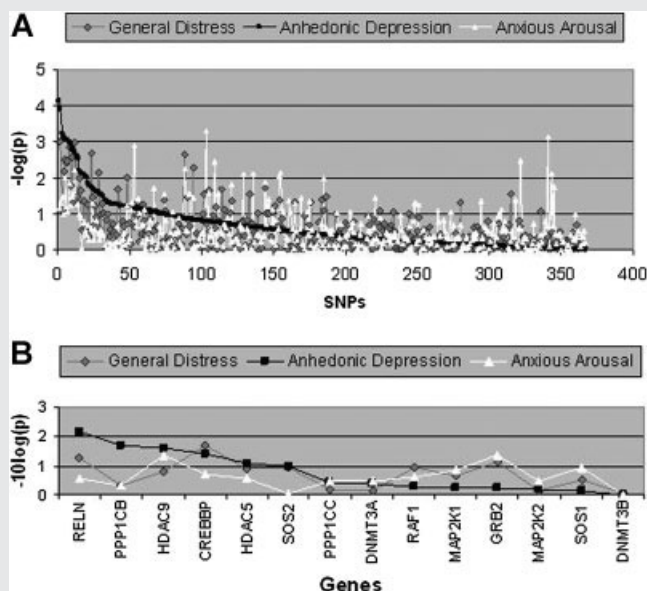 A
General Distress Anhedonic Depression Anxious Arousal
5
4
3
2
1
0
-log(p)
0 50 100 150 200 250 300 350 400
SNPs
B
General Distress Anhedonic Depression Anxious Arousal
3
2
1
0
-10log(p)
RELN PPP1CB HDAC9 CREBBP HDAC5 SOS2 PPP1CC DNMT3A RAF1 MAP2K1 GRB2 MAP2K2 SOS1 DNMT3B
Genes